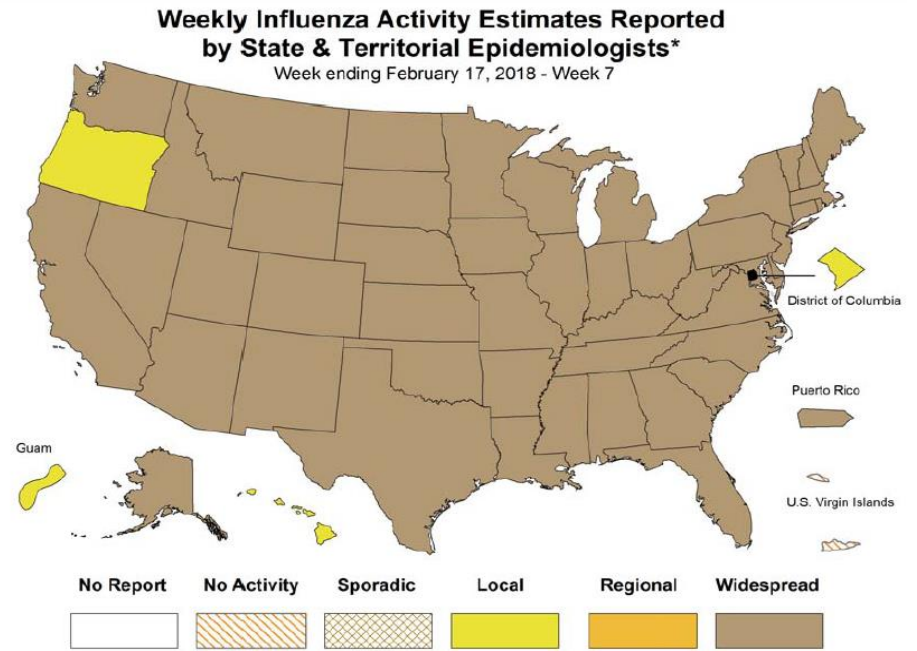 Weekly Influenza Activity Estimates Reported
by State & Territorial Epidemiologists*
Week ending February 17, 2018 - Week 7
District of Columbia
Puerto Rico
Guam
U.S. Virgin Islands
No Report No Activity Sporadic Local Regional Widespread